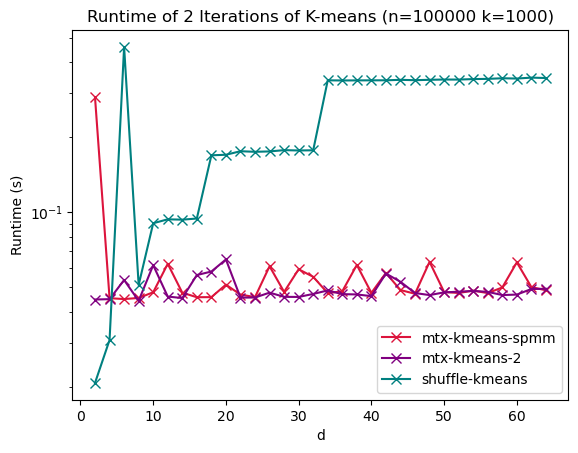 Runtime of 2 Iterations of K-means (n=100000 k=1000)
Runtime (s)
10⁻¹
mtx-kmeans-spmm
mtx-kmeans-2
shuffle-kmeans
0 10 20 30 40 50 60
d